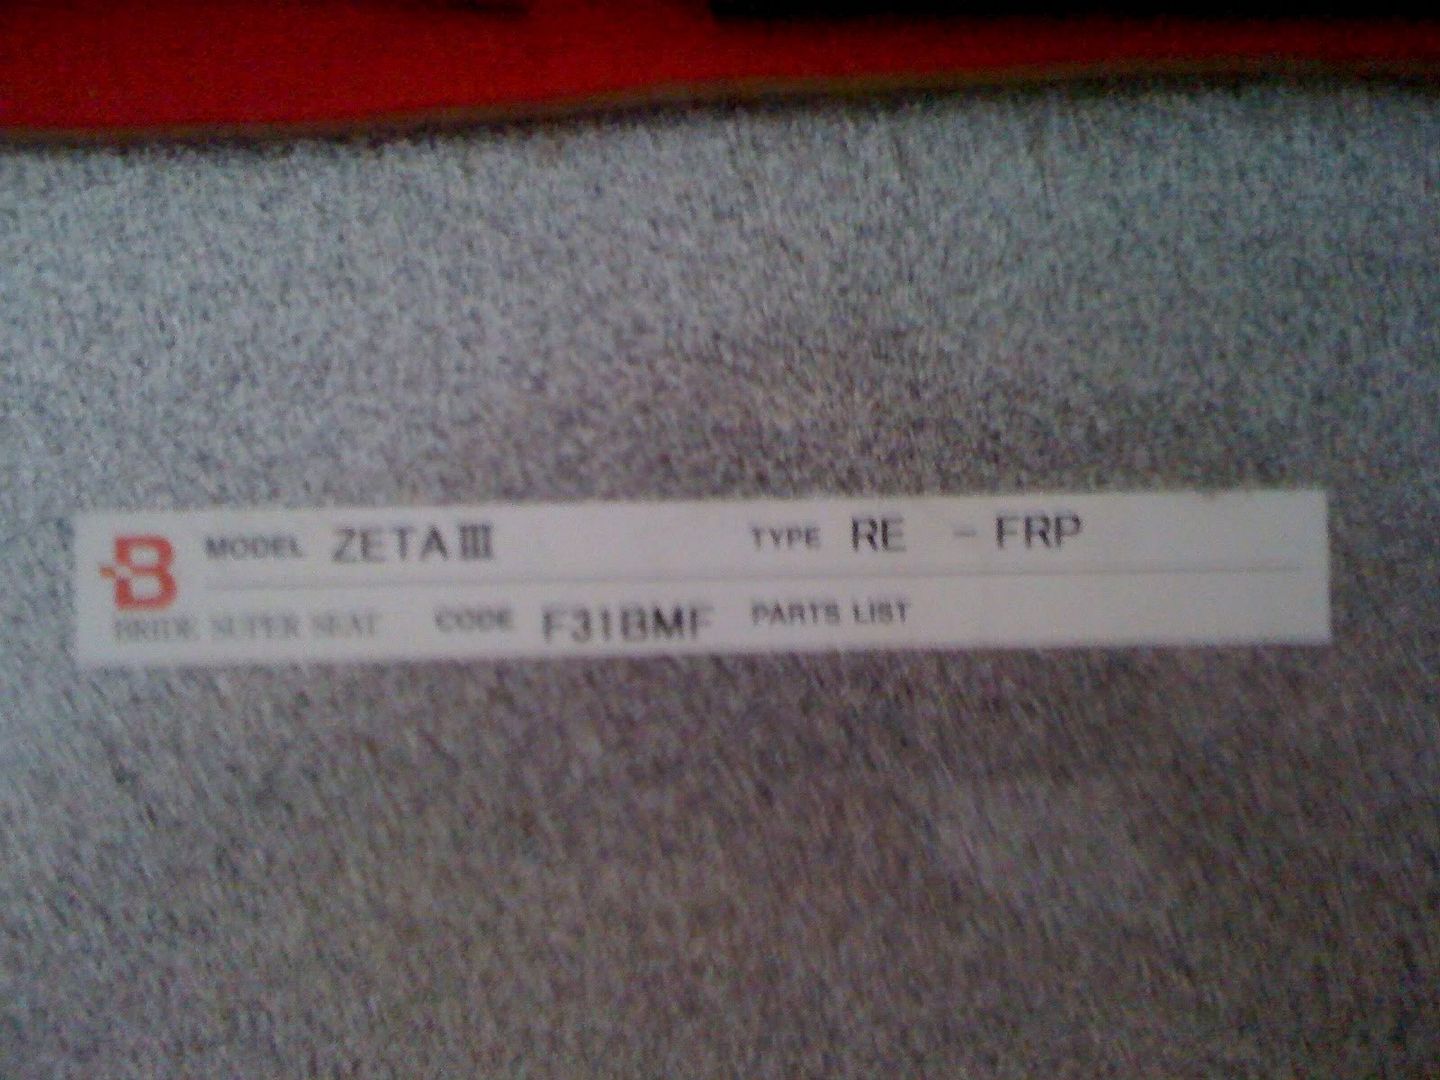 B MODEL ZETA III TYPE RE - FRP
BRIDE SUPER SEAT CODE F31BMF PARTS LIST